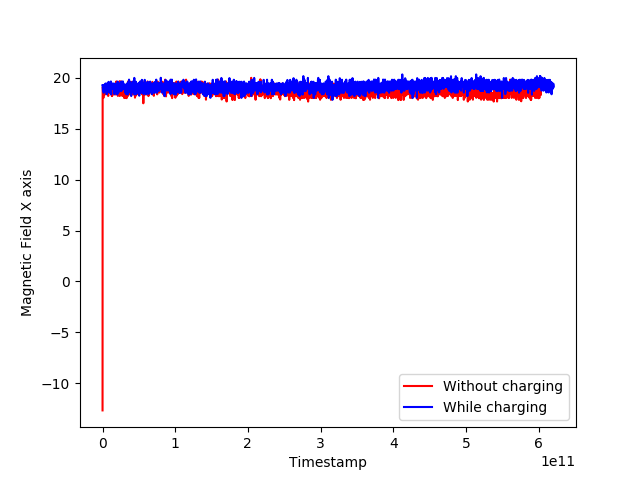 Magnetic Field X axis
20
15
10
5
0
−5
−10
0 1 2 3 4 5 6
1e11
Timestamp
Without charging
While charging